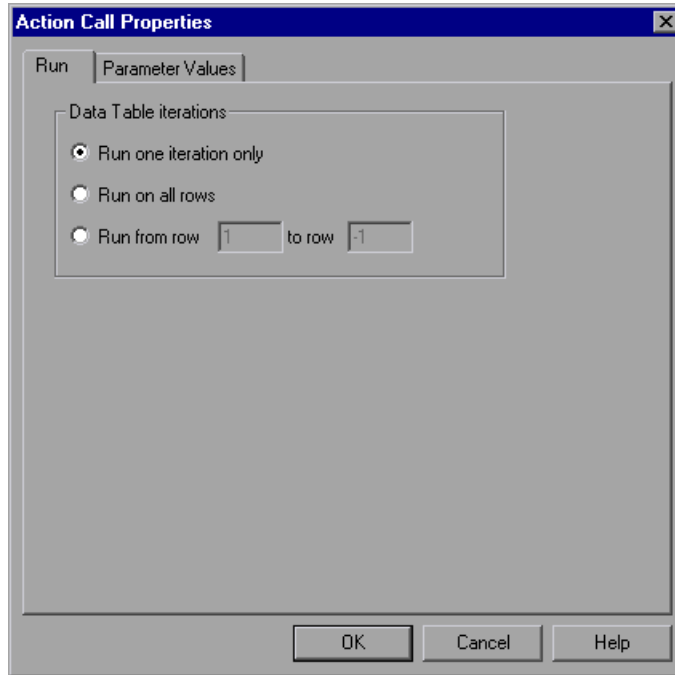 Action Call Properties
Run Parameter Values
Data Table iterations
Run one iteration only
Run on all rows
Run from row 1 to row -1
OK Cancel Help